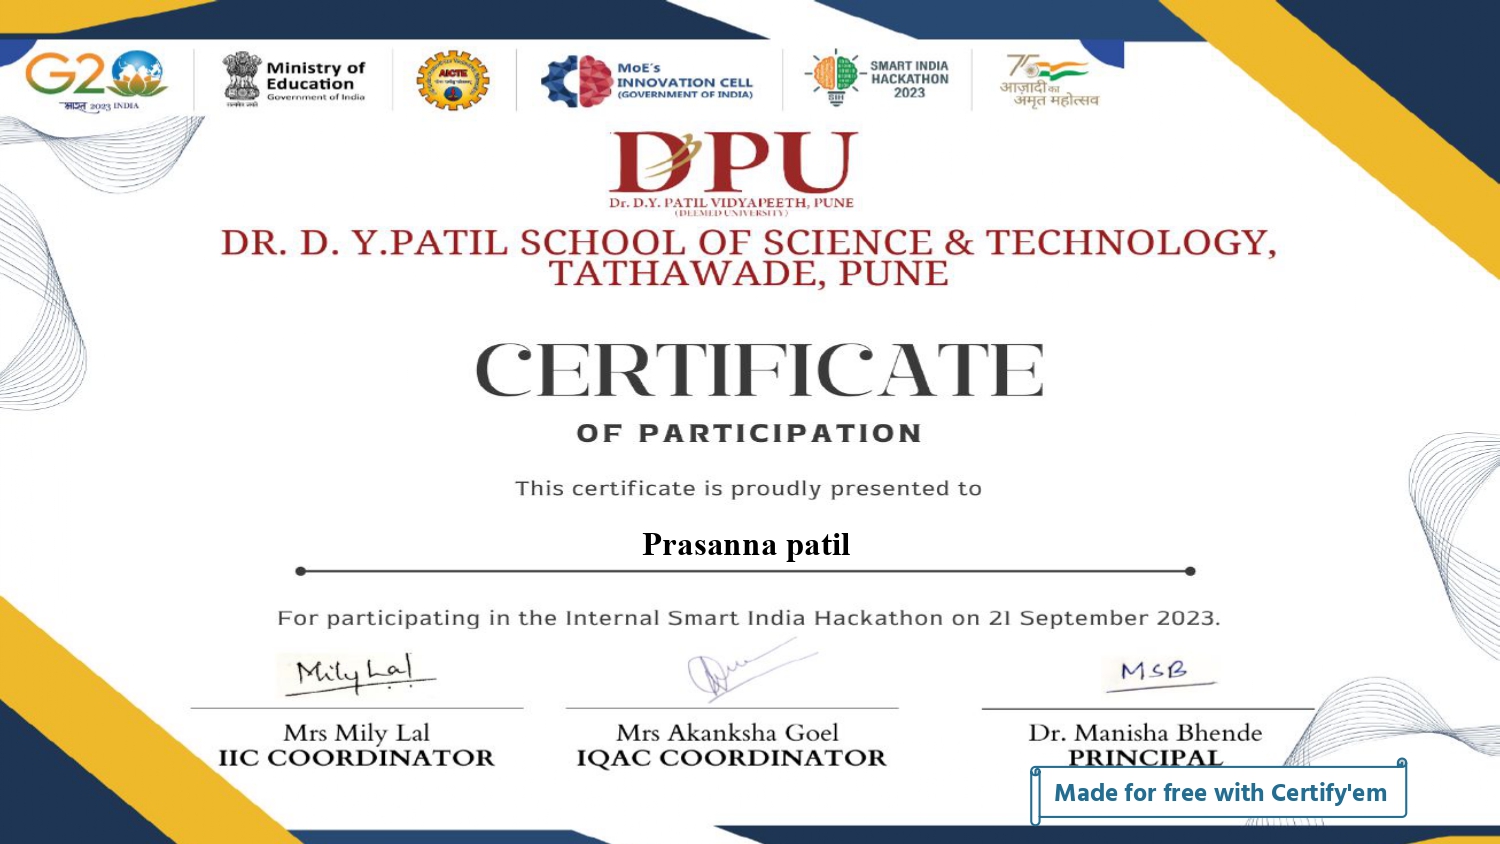 G20
भारत 2023 INDIA
Ministry of
Education
Government of India
सत्यमेव जयते
AICTE
MoE's
INNOVATION CELL
(GOVERNMENT OF INDIA)
SMART INDIA
HACKATHON
2023
SIH
75
आज़ादी का
अमृत महोत्सव
DPU
Dr. D.Y. PATIL VIDYAPEETH, PUNE
(DEEMED UNIVERSITY)
DR. D. Y.PATIL SCHOOL OF SCIENCE & TECHNOLOGY,
TATHAWADE, PUNE
CERTIFICATE
OF PARTICIPATION
This certificate is proudly presented to
Prasanna patil
For participating in the Internal Smart India Hackathon on 21 September 2023.
Mily Lal
MSB
Mrs Mily Lal
IIC COORDINATOR
Mrs Akanksha Goel
IQAC COORDINATOR
Dr. Manisha Bhende
PRINCIPAL
Made for free with Certify'em